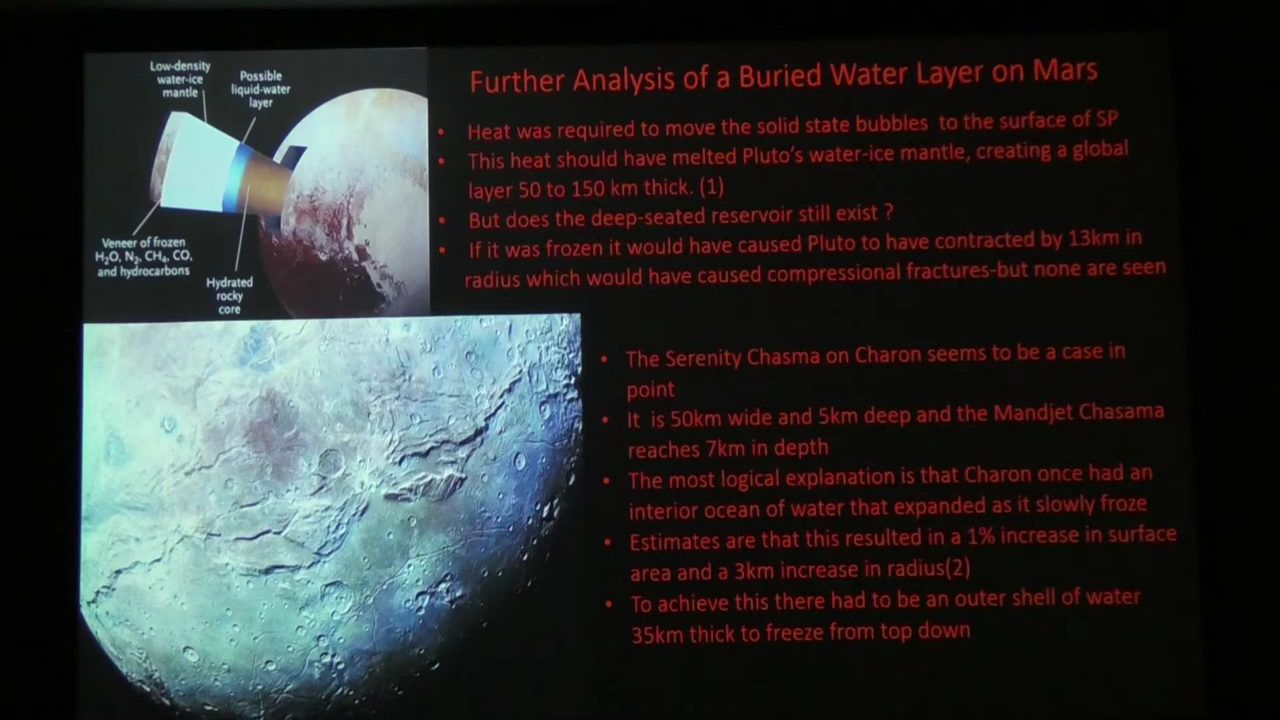 Low-density
water-ice
mantle
Possible
liquid-water
layer
Veneer of frozen
H₂O, N₂, CH₄, CO,
and hydrocarbons
Hydrated
rocky
core
Further Analysis of a Buried Water Layer on Mars
• Heat was required to move the solid state bubbles to the surface of SP
• This heat should have melted Pluto's water-ice mantle, creating a global
layer 50 to 150 km thick. (1)
• But does the deep-seated reservoir still exist ?
• If it was frozen it would have caused Pluto to have contracted by 13km in
radius which would have caused compressional fractures-but none are seen
• The Serenity Chasma on Charon seems to be a case in
point
• It is 50km wide and 5km deep and the Mandjet Chasama
reaches 7km in depth
• The most logical explanation is that Charon once had an
interior ocean of water that expanded as it slowly froze
• Estimates are that this resulted in a 1% increase in surface
area and a 3km increase in radius(2)
• To achieve this there had to be an outer shell of water
35km thick to freeze from top down